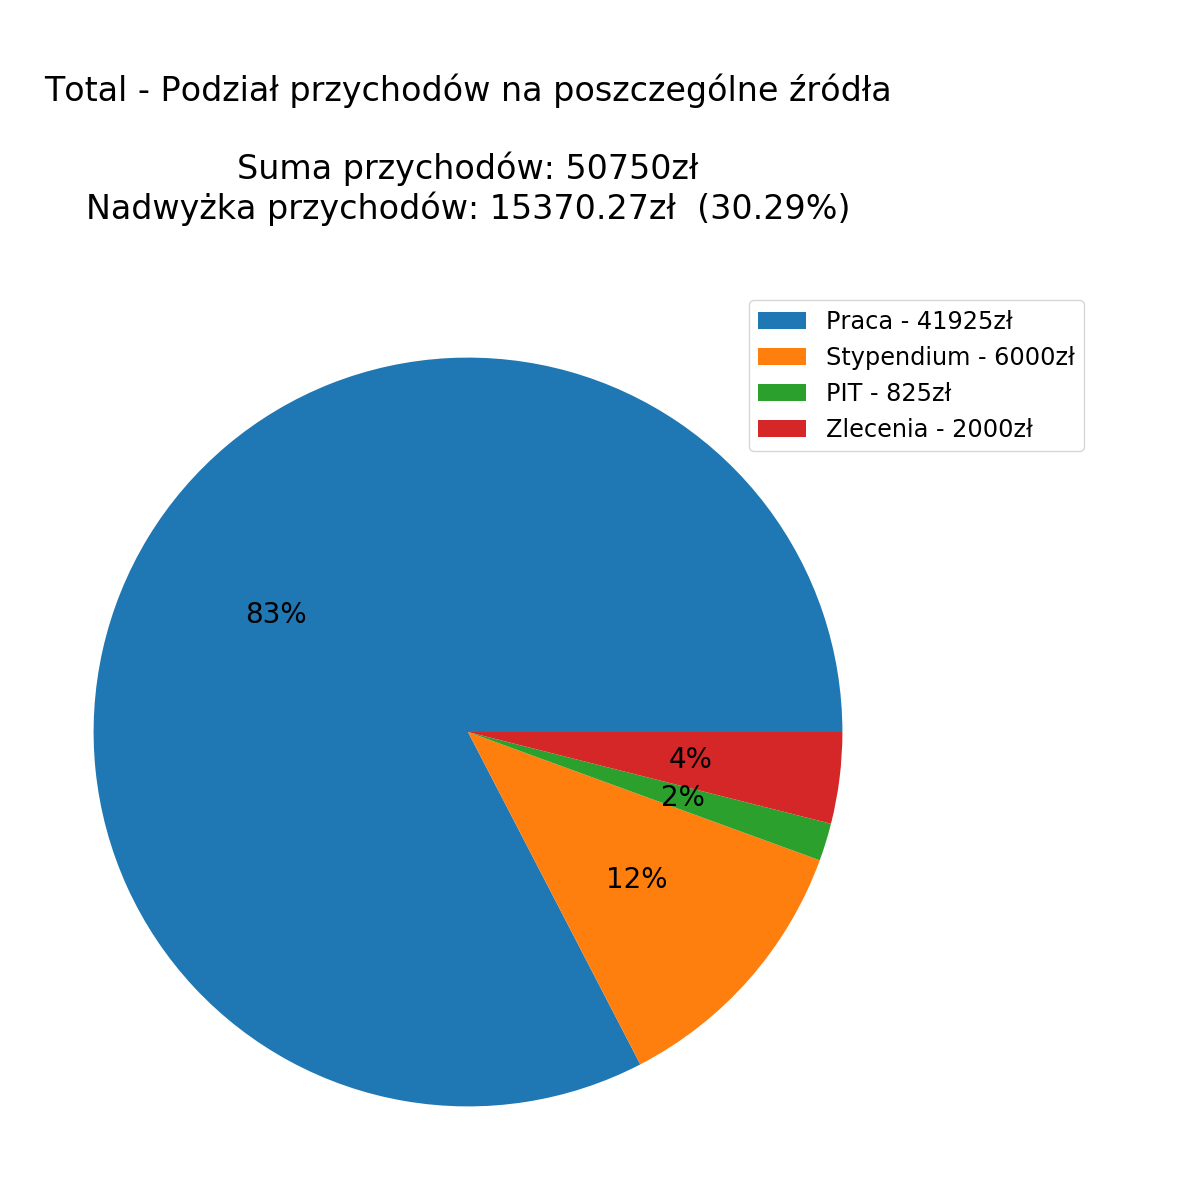 Total - Podział przychodów na poszczególne źródła
Suma przychodów: 50750zł
Nadwyżka przychodów: 15370.27zł  (30.29%)
Praca - 41925zł
Stypendium - 6000zł
PIT - 825zł
Zlecenia - 2000zł
83%
4%
2%
12%